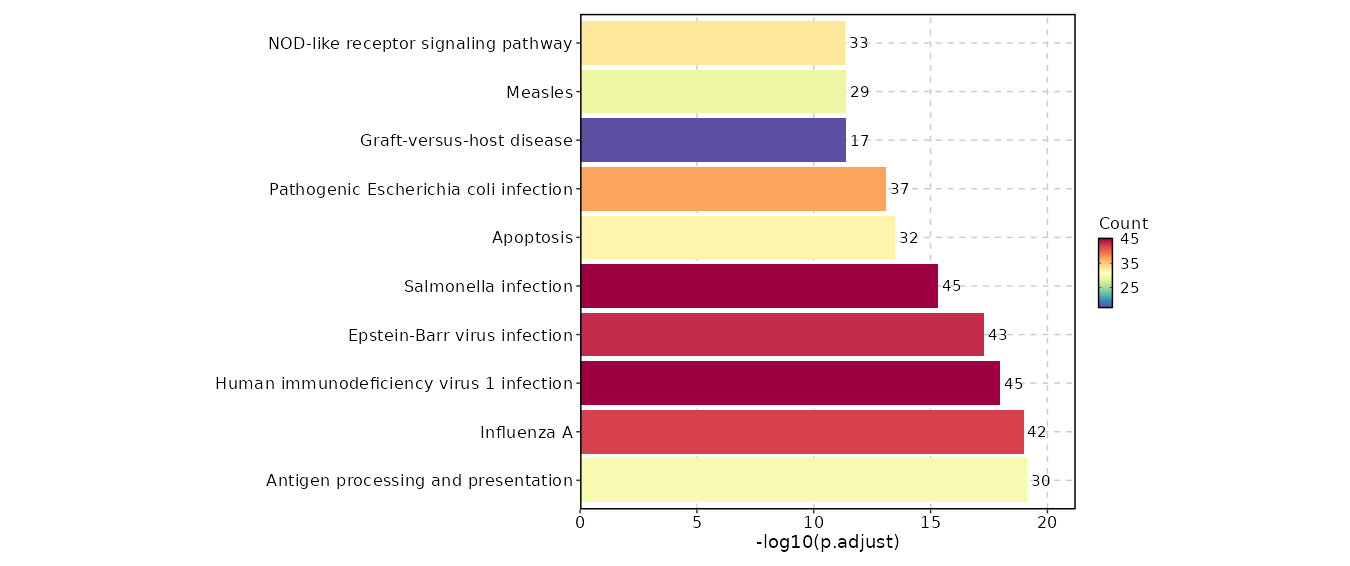 NOD-like receptor signaling pathway 33
Measles 29
Graft-versus-host disease 17
Pathogenic Escherichia coli infection 37
Apoptosis 32
Salmonella infection 45
Epstein-Barr virus infection 43
Human immunodeficiency virus 1 infection 45
Influenza A 42
Antigen processing and presentation 30
0 5 10 15 20
-log10(p.adjust)
Count
45
35
25